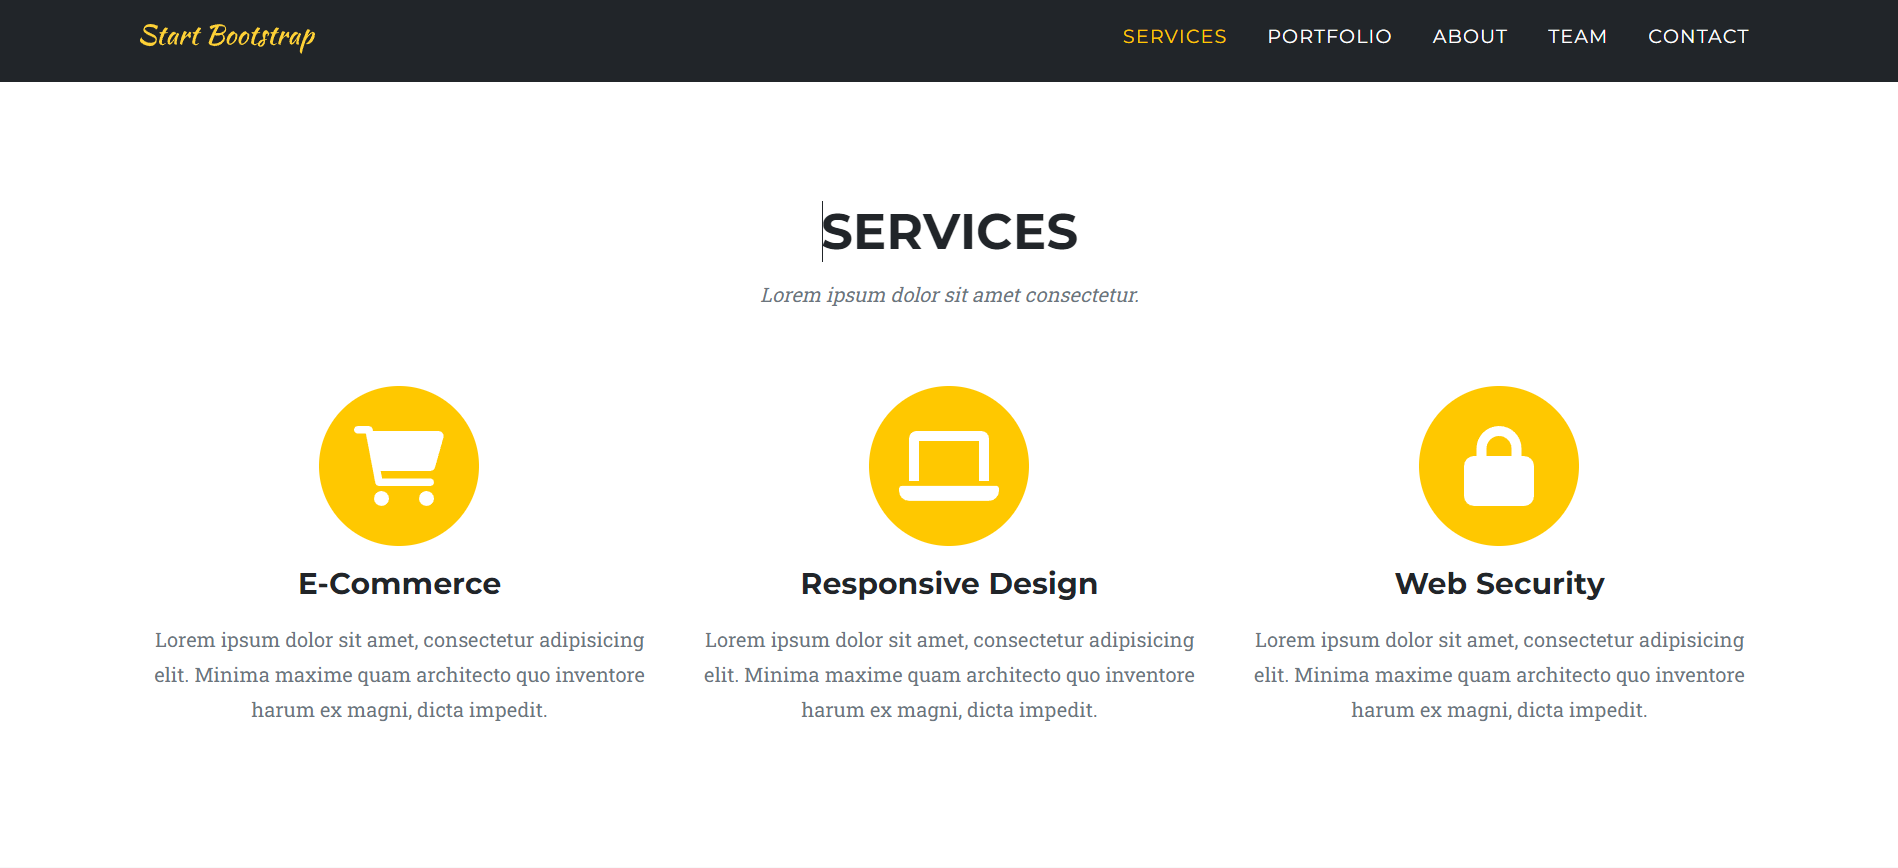 Start Bootstrap
SERVICES PORTFOLIO ABOUT TEAM CONTACT
SERVICES
Lorem ipsum dolor sit amet consectetur.
E-Commerce
Lorem ipsum dolor sit amet, consectetur adipisicing
elit. Minima maxime quam architecto quo inventore
harum ex magni, dicta impedit.
Responsive Design
Lorem ipsum dolor sit amet, consectetur adipisicing
elit. Minima maxime quam architecto quo inventore
harum ex magni, dicta impedit.
Web Security
Lorem ipsum dolor sit amet, consectetur adipisicing
elit. Minima maxime quam architecto quo inventore
harum ex magni, dicta impedit.